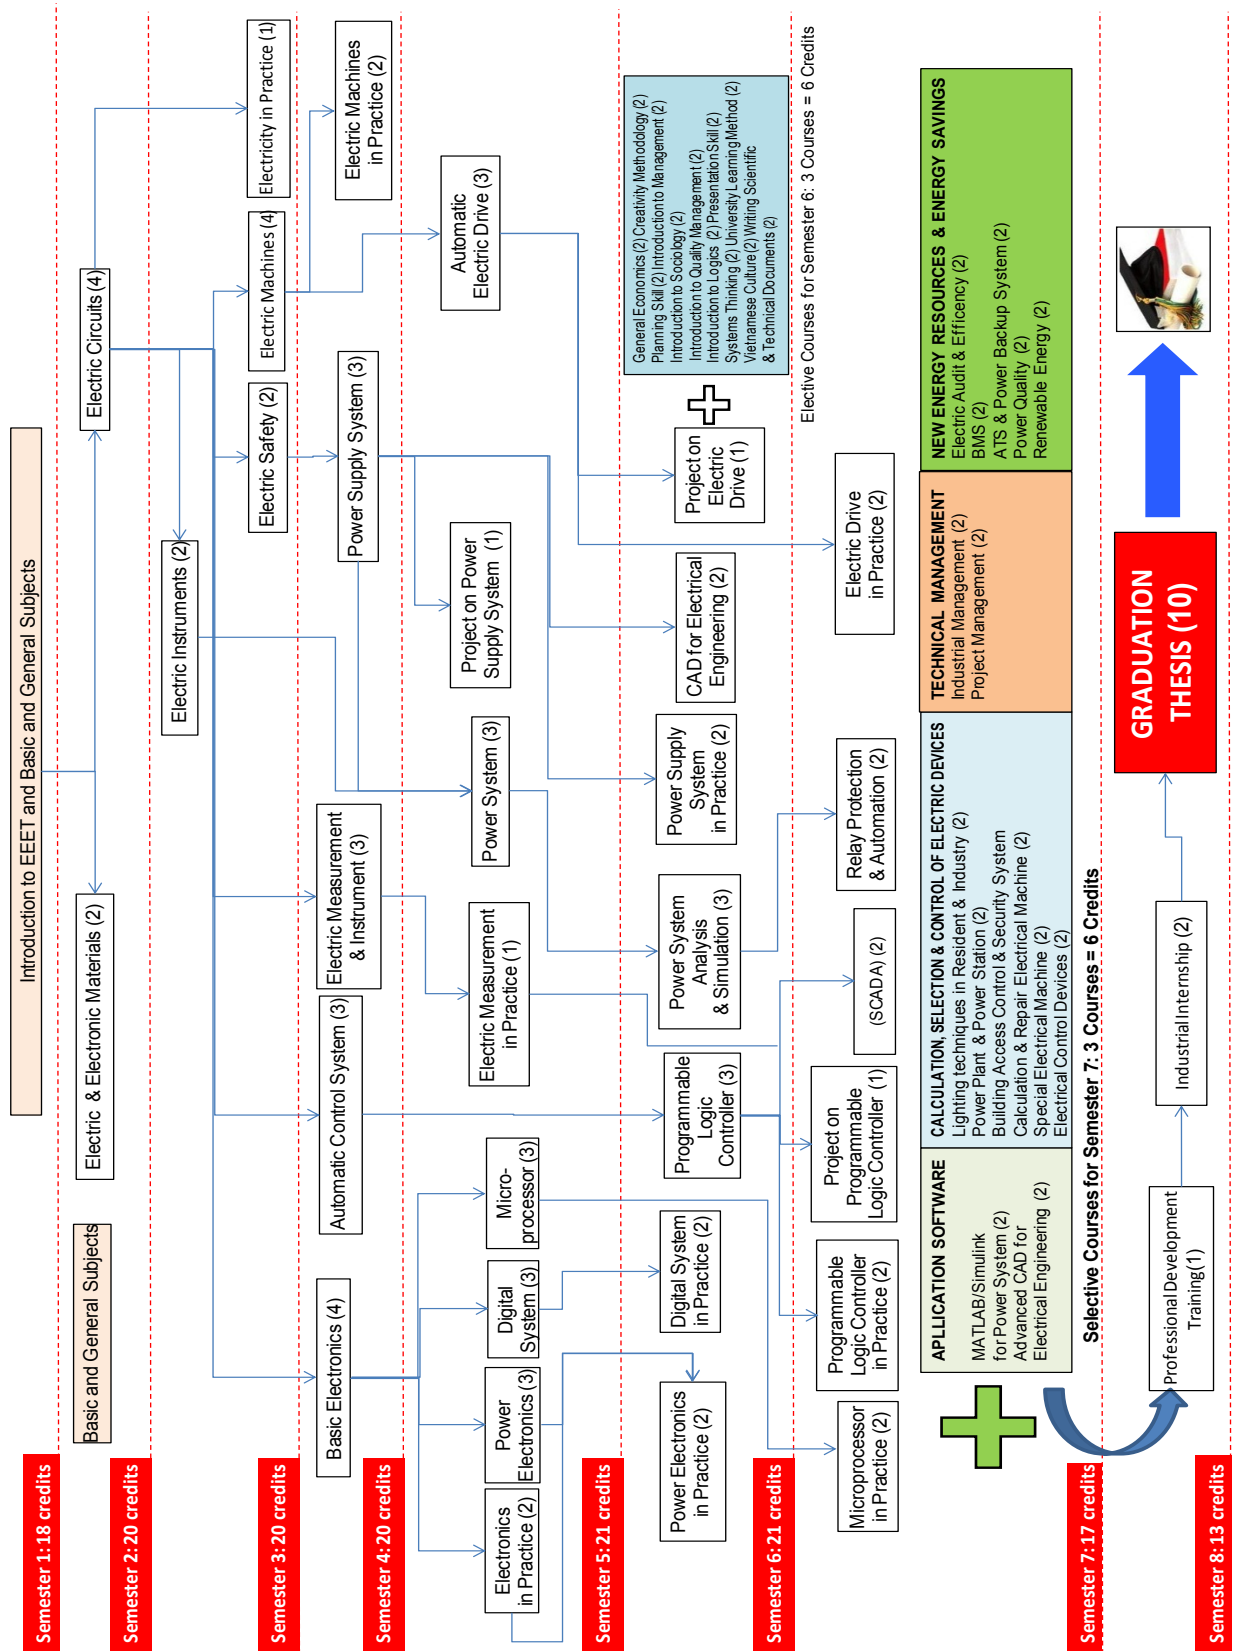 Semester 1: 18 credits
Introduction to EEET and Basic and General Subjects
Semester 2: 20 credits
Basic and General Subjects
Electric & Electronic Materials (2)
Electric Circuits (4)
Semester 3: 20 credits
Electric Instruments (2)
Electric Safety (2)
Electric Machines (4)
Electricity in Practice (1)
Semester 4: 20 credits
Basic Electronics (4)
Automatic Control System (3)
Electric Measurement
& Instrument (3)
Power Supply System (3)
Electric Machines
in Practice (2)
Semester 5: 21 credits
Electronics
in Practice (2)
Power
Electronics (3)
Digital
System (3)
Micro-
processor (3)
Electric Measurement
in Practice (1)
Power System (3)
Project on Power
Supply System (1)
Automatic
Electric Drive (3)
Semester 6: 21 credits
Power Electronics
in Practice (2)
Digital System
in Practice (2)
Programmable
Logic
Controller (3)
Power System
Analysis
& Simulation (3)
Power Supply
System
in Practice (2)
CAD for Electrical
Engineering (2)
Project on
Electric
Drive (1)
General Economics (2) Creativity Methodology (2)
Planning Skill (2) Introduction to Management (2)
Introduction to Sociology (2)
Introduction to Quality Management (2)
Introduction to Logics (2) Presentation Skill (2)
Systems Thinking (2) University Learning Method (2)
Vietnamese Culture (2) Writing Scientific
& Technical Documents (2)
Elective Courses for Semester 6: 3 Courses = 6 Credits
Semester 7: 17 credits
Microprocessor
in Practice (2)
Programmable
Logic Controller
in Practice (2)
Project on
Programmable
Logic Controller (1)
(SCADA) (2)
Relay Protection
& Automation (2)
Electric Drive
in Practice (2)
APLLICATION SOFTWARE
MATLAB/Simulink
for Power System (2)
Advanced CAD for
Electrical Engineering (2)
CALCULATION, SELECTION & CONTROL OF ELECTRIC DEVICES
Lighting techniques in Resident & Industry (2)
Power Plant & Power Station (2)
Building Access Control & Security System
Calculation & Repair Electrical Machine (2)
Special Electrical Machine (2)
Electrical Control Devices (2)
TECHNICAL MANAGEMENT
Industrial Management (2)
Project Management (2)
NEW ENERGY RESOURCES & ENERGY SAVINGS
Electric Audit & Efficency (2)
BMS (2)
ATS & Power Backup System (2)
Power Quality (2)
Renewable Energy (2)
Selective Courses for Semester 7: 3 Courses = 6 Credits
Semester 8: 13 credits
Professional Development
Training(1)
Industrial Internship (2)
GRADUATION
THESIS (10)